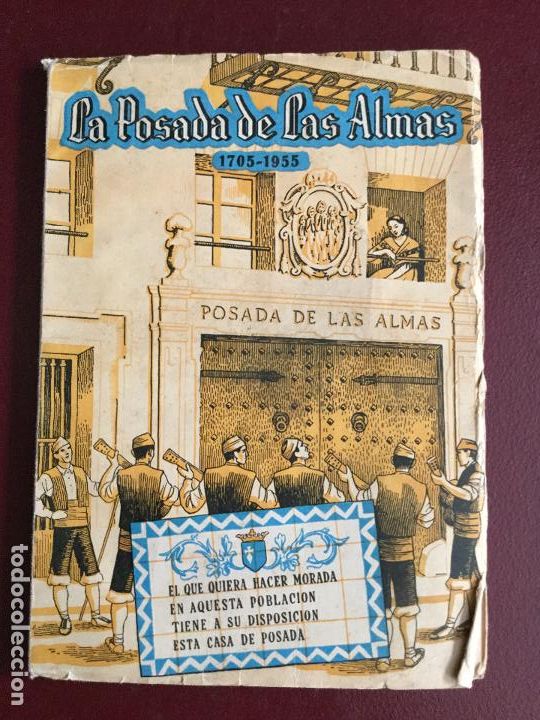 La Posada de Las Almas
1705-1955
POSADA DE LAS ALMAS
EL QUE QUIERA HACER MORADA
EN AQUESTA POBLACION
TIENE A SU DISPOSICION
ESTA CASA DE POSADA
todocoleccion